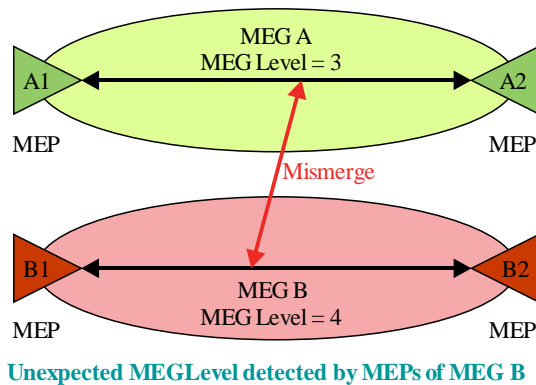 MEG A
MEG Level = 3
A1
A2
MEP
MEP
Mismerge
B1
B2
MEG B
MEG Level = 4
MEP
MEP
Unexpected MEGLevel detected by MEPs of MEG B